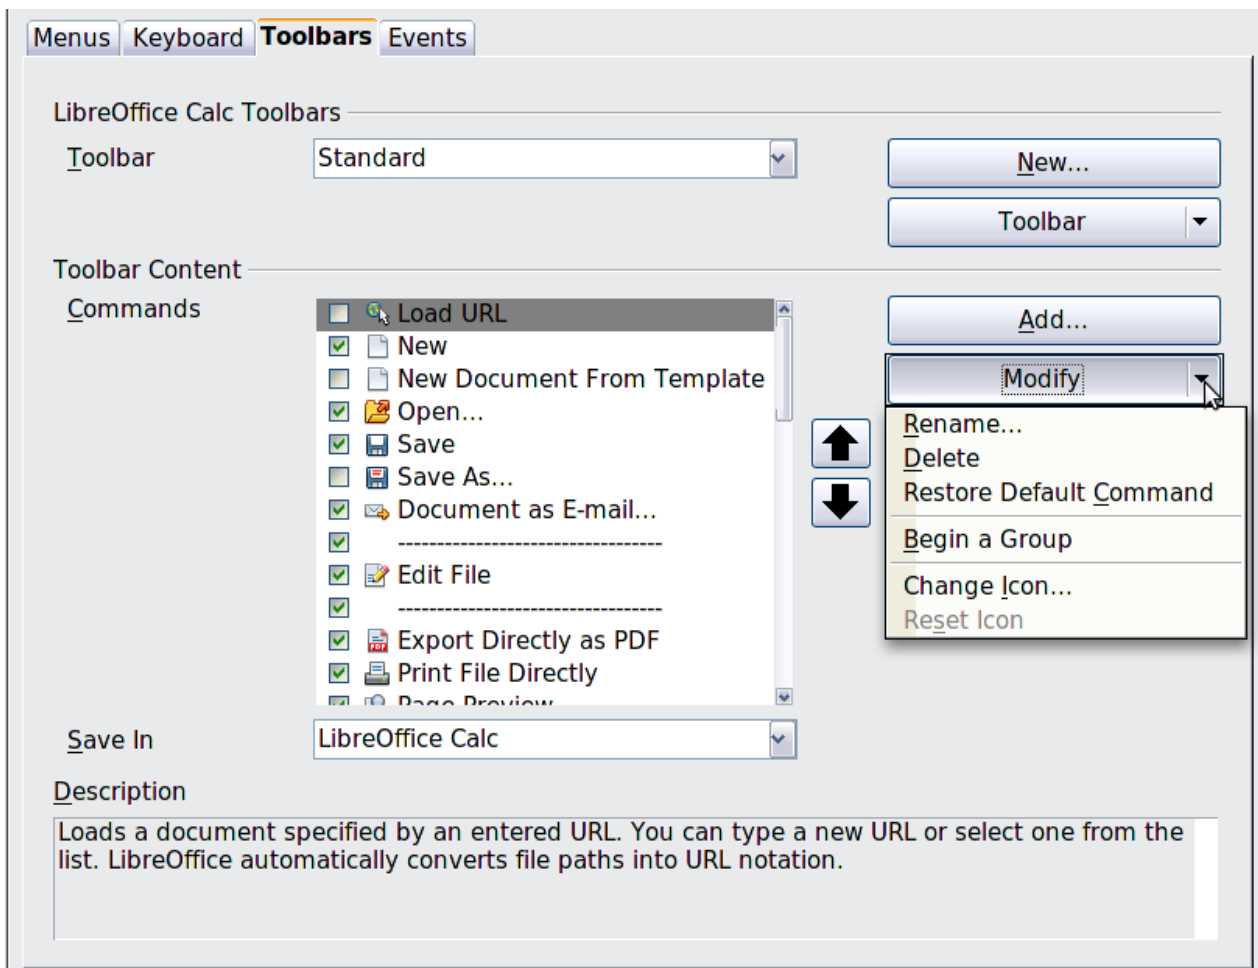 Menus Keyboard Toolbars Events
LibreOffice Calc Toolbars
Toolbar Standard New...
Toolbar
Toolbar Content
Commands
Load URL
New
New Document From Template
Open...
Save
Save As...
Document as E-mail...
----------------------------------
Edit File
----------------------------------
Export Directly as PDF
Print File Directly
Page Preview
Add...
Modify
Rename...
Delete
Restore Default Command
Begin a Group
Change Icon...
Reset Icon
Save In LibreOffice Calc
Description
Loads a document specified by an entered URL. You can type a new URL or select one from the
list. LibreOffice automatically converts file paths into URL notation.